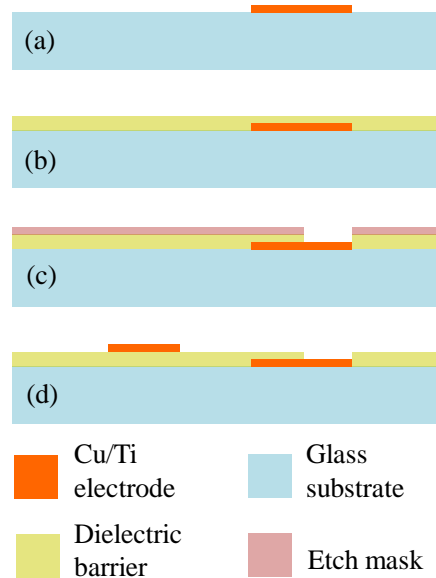 (a)
(b)
(c)
(d)
Cu/Ti
electrode
Glass
substrate
Dielectric
barrier
Etch mask